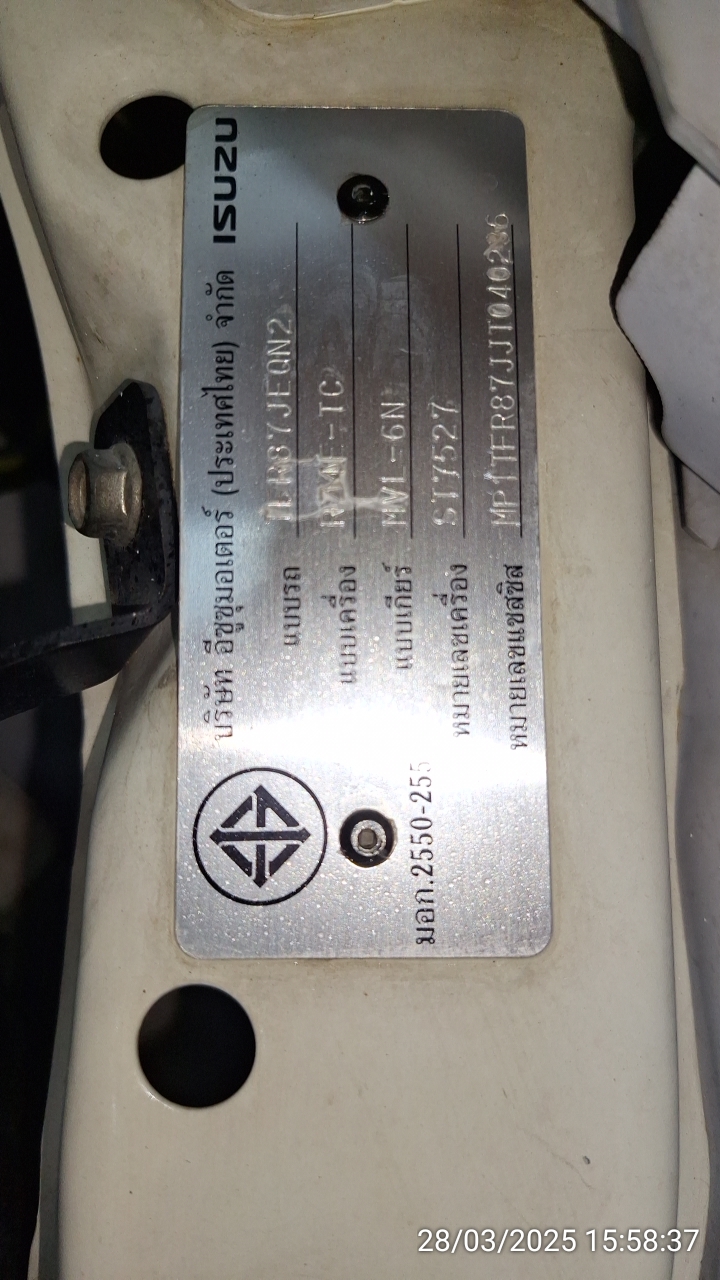 บริษัท อีซูซุมอเตอร์ (ประเทศไทย) จำกัด ISUZU
แบบรถ
แบบเครื่อง
แบบเกียร์ MVL-6N
หมายเลขเครื่อง ST7527
หมายเลขแชสซิส
มอก.2550-255
28/03/2025 15:58:37